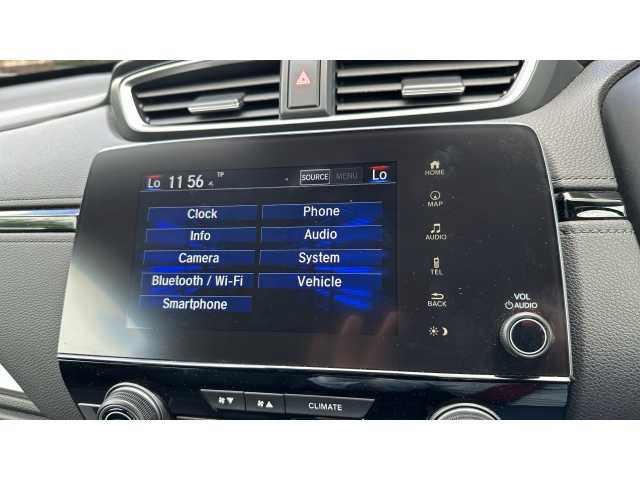 Lo 11 56 TP SOURCE MENU Lo
Clock Phone
Info Audio
Camera System
Bluetooth / Wi-Fi Vehicle
Smartphone
HOME
MAP
AUDIO
TEL
BACK
VOL
AUDIO
CLIMATE